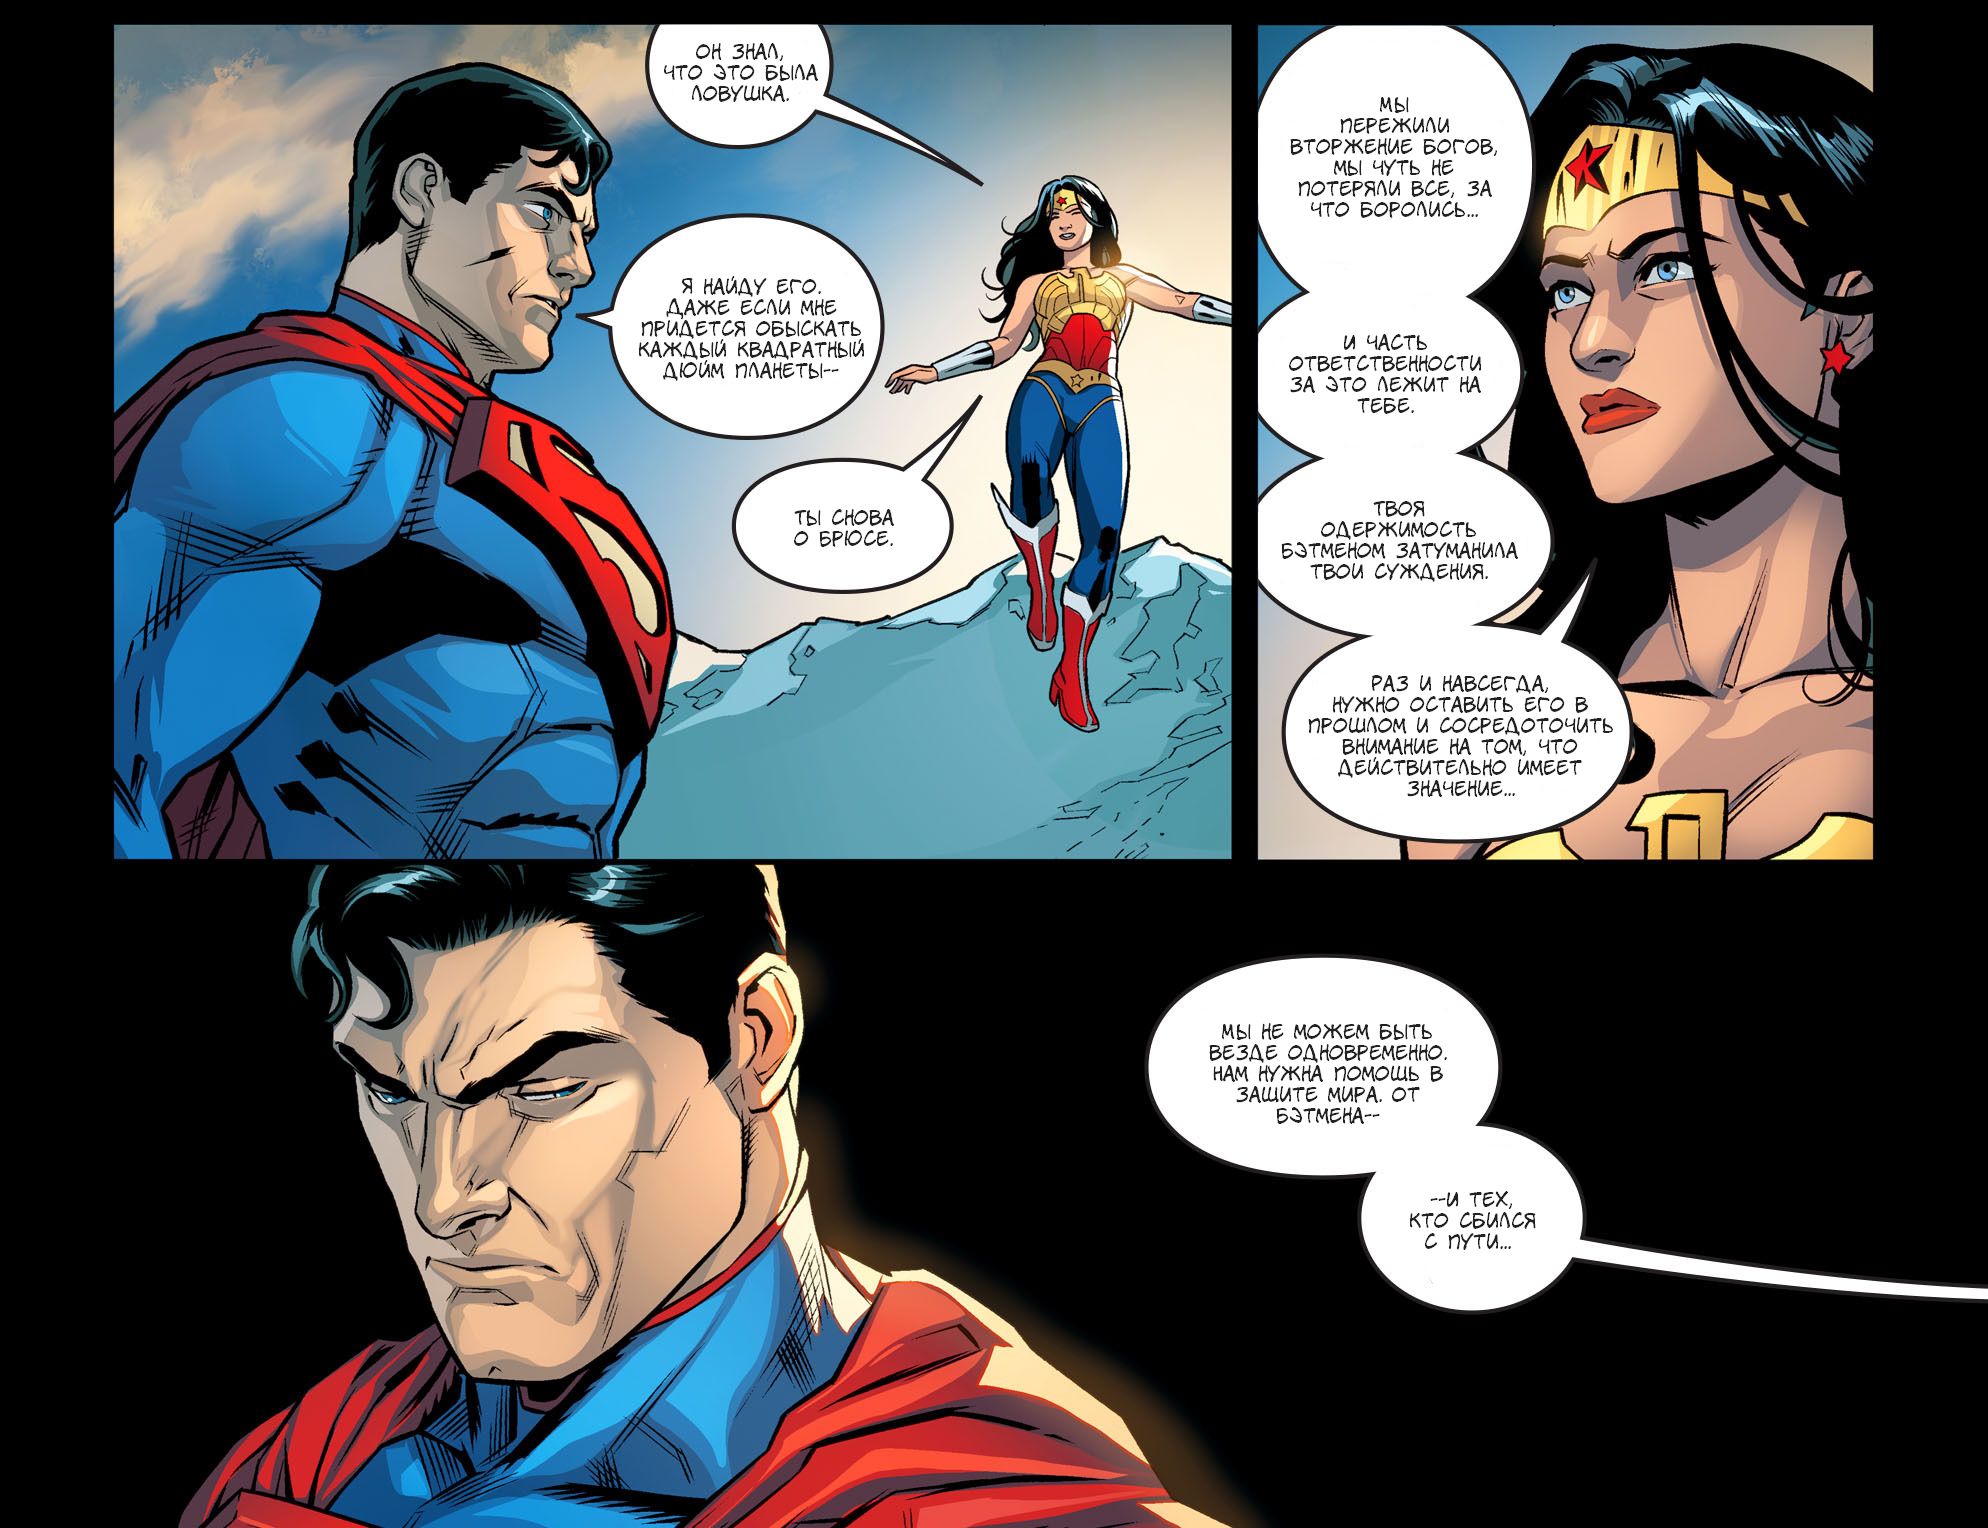 ОН ЗНАЛ,
ЧТО ЭТО БЫЛА
ЛОВУШКА.
Я НАЙДУ ЕГО.
ДАЖЕ ЕСЛИ МНЕ
ПРИДЕТСЯ ОБЫСКАТЬ
КАЖДЫЙ КВАДРАТНЫЙ
ДЮЙМ ПЛАНЕТЫ--
ТЫ СНОВА
О БРЮСЕ.
МЫ
ПЕРЕЖИЛИ
ВТОРЖЕНИЕ БОГОВ,
МЫ ЧУТЬ НЕ
ПОТЕРЯЛИ ВСЕ, ЗА
ЧТО БОРОЛИСЬ...
И ЧАСТЬ
ОТВЕТСТВЕННОСТИ
ЗА ЭТО ЛЕЖИТ НА
ТЕБЕ.
ТВОЯ
ОДЕРЖИМОСТЬ
БЭТМЕНОМ ЗАТУМАНИЛА
ТВОИ СУЖДЕНИЯ.
РАЗ И НАВСЕГДА,
НУЖНО ОСТАВИТЬ ЕГО В
ПРОШЛОМ И СОСРЕДОТОЧИТЬ
ВНИМАНИЕ НА ТОМ, ЧТО
ДЕЙСТВИТЕЛЬНО ИМЕЕТ
ЗНАЧЕНИЕ...
МЫ НЕ МОЖЕМ БЫТЬ
ВЕЗДЕ ОДНОВРЕМЕННО.
НАМ НУЖНА ПОМОЩЬ В
ЗАЩИТЕ МИРА. ОТ
БЭТМЕНА--
--И ТЕХ,
КТО СБИЛСЯ
С ПУТИ...